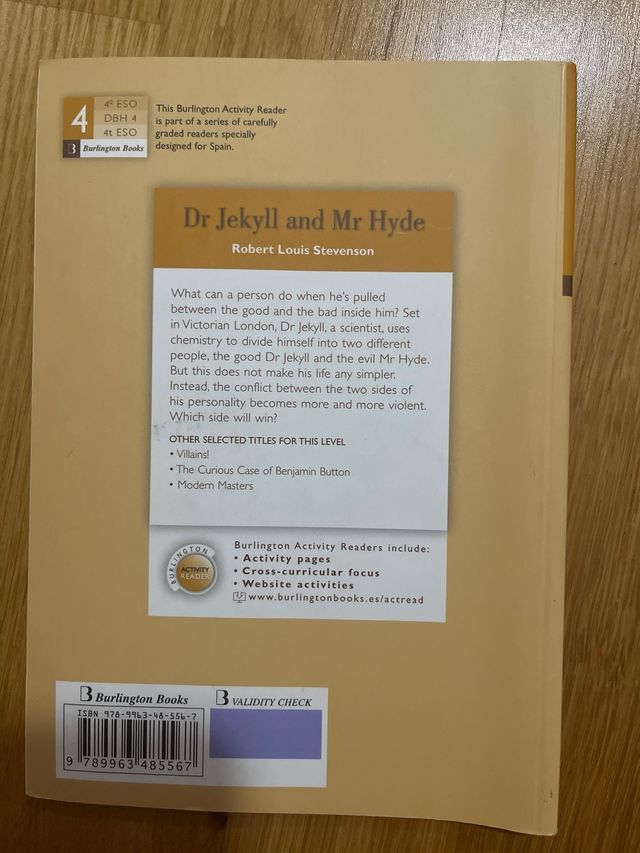 4
4º ESO
DBH 4
4t ESO
B Burlington Books
This Burlington Activity Reader
is part of a series of carefully
graded readers specially
designed for Spain.
Dr Jekyll and Mr Hyde
Robert Louis Stevenson
What can a person do when he's pulled
between the good and the bad inside him? Set
in Victorian London, Dr Jekyll, a scientist, uses
chemistry to divide himself into two different
people, the good Dr Jekyll and the evil Mr Hyde.
But this does not make his life any simpler.
Instead, the conflict between the two sides of
his personality becomes more and more violent.
Which side will win?
OTHER SELECTED TITLES FOR THIS LEVEL
• Villains!
• The Curious Case of Benjamin Button
• Modern Masters
BURLINGTON
ACTIVITY
READER
Burlington Activity Readers include:
• Activity pages
• Cross-curricular focus
• Website activities
www.burlingtonbooks.es/actread
B Burlington Books
ISBN 978-9963-48-556-7
9 789963 485567
B VALIDITY CHECK